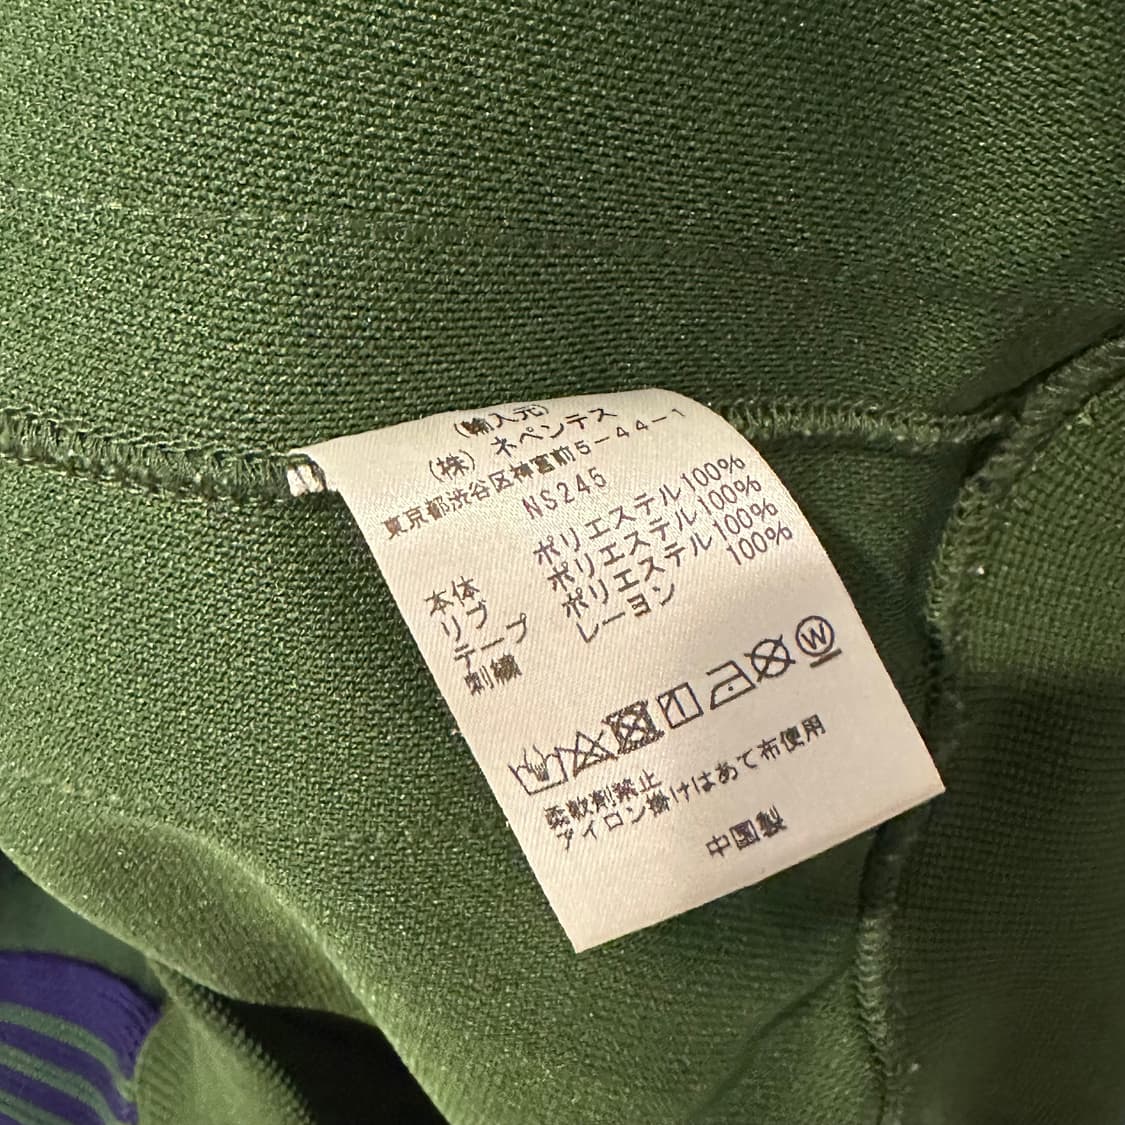 (輸入元)
(株) ネペンテス
東京都渋谷区神宮前5-44-1
NS245
本体 ポリエステル100%
リブ ポリエステル100%
テープ ポリエステル100%
刺繍 レーヨン 100%
W
柔軟剤禁止
アイロン掛けはあて布使用
中国製